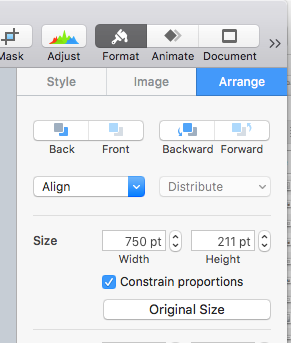 Mask Adjust Format Animate Document
Style Image Arrange
Back Front Backward Forward
Align Distribute
Size 750 pt 211 pt
Width Height
Constrain proportions
Original Size